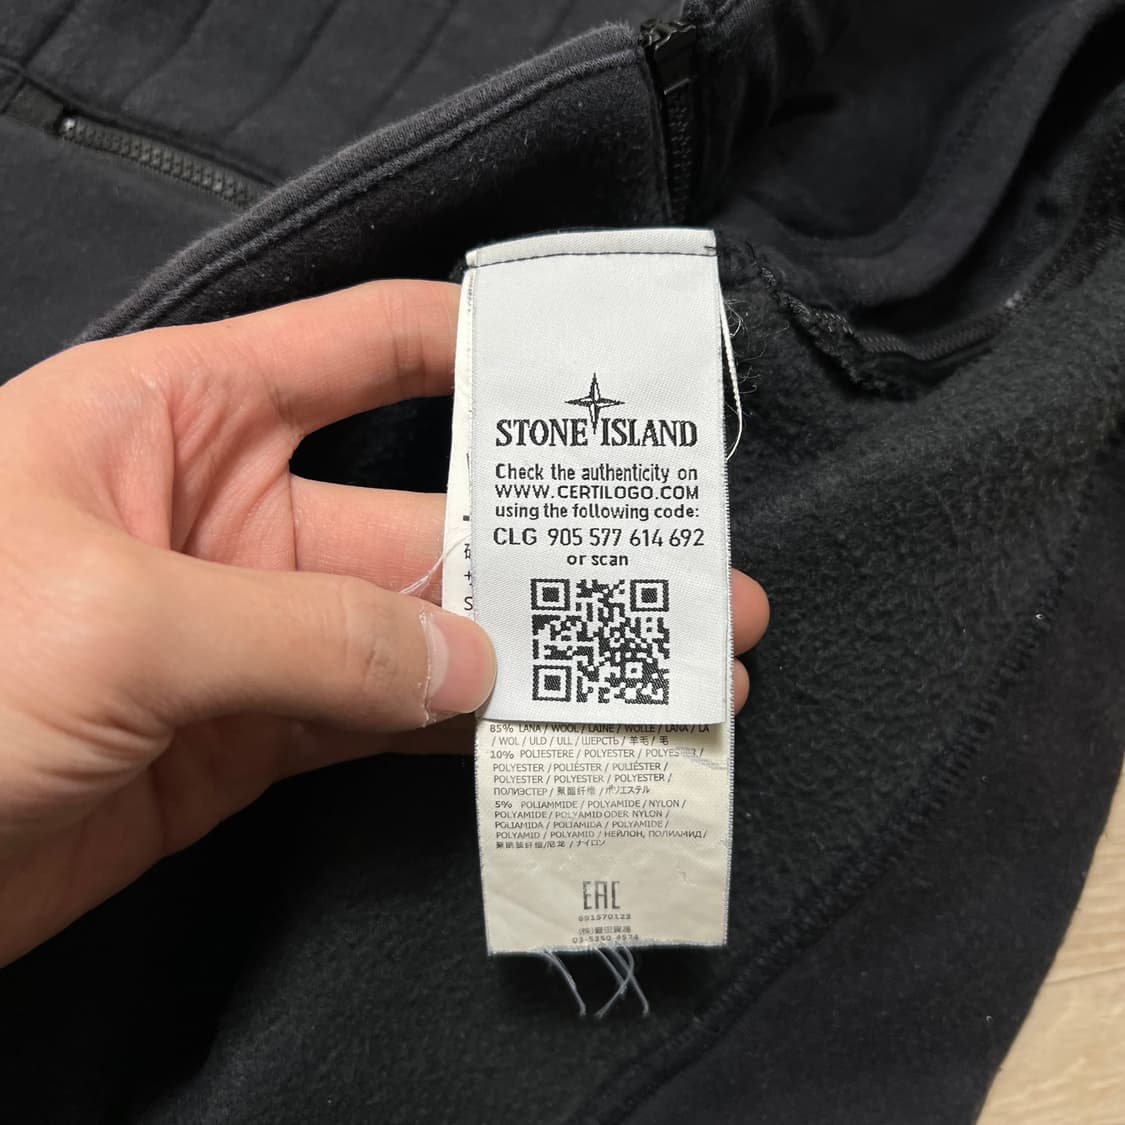 STONE ISLAND
Check the authenticity on
WWW.CERTILOGO.COM
using the following code:
CLG 905 577 614 692
or scan
85% LANA / WOOL / LAINE / WOLLE / LANA / LA
/ WOL / ULD / ULL / ШЕРСТЬ / 羊毛 / 毛
10% POLIESTERE / POLYESTER / POLYESTER /
POLYESTER / POLIÉSTER / POLIÉSTER /
POLYESTER / POLYESTER / POLYESTER /
ПОЛИЭСТЕР / 聚酯纤维 / ポリエステル
5% POLIAMMIDE / POLYAMIDE / NYLON /
POLYAMIDE / POLYAMID ODER NYLON /
POLIAMIDA / POLIAMIDA / POLYAMIDE /
POLYAMID / POLYAMID / НЕЙЛОН, ПОЛИАМИД /
聚酰胺纤维/尼龙 / ナイロン
EAC
03-5360 4574